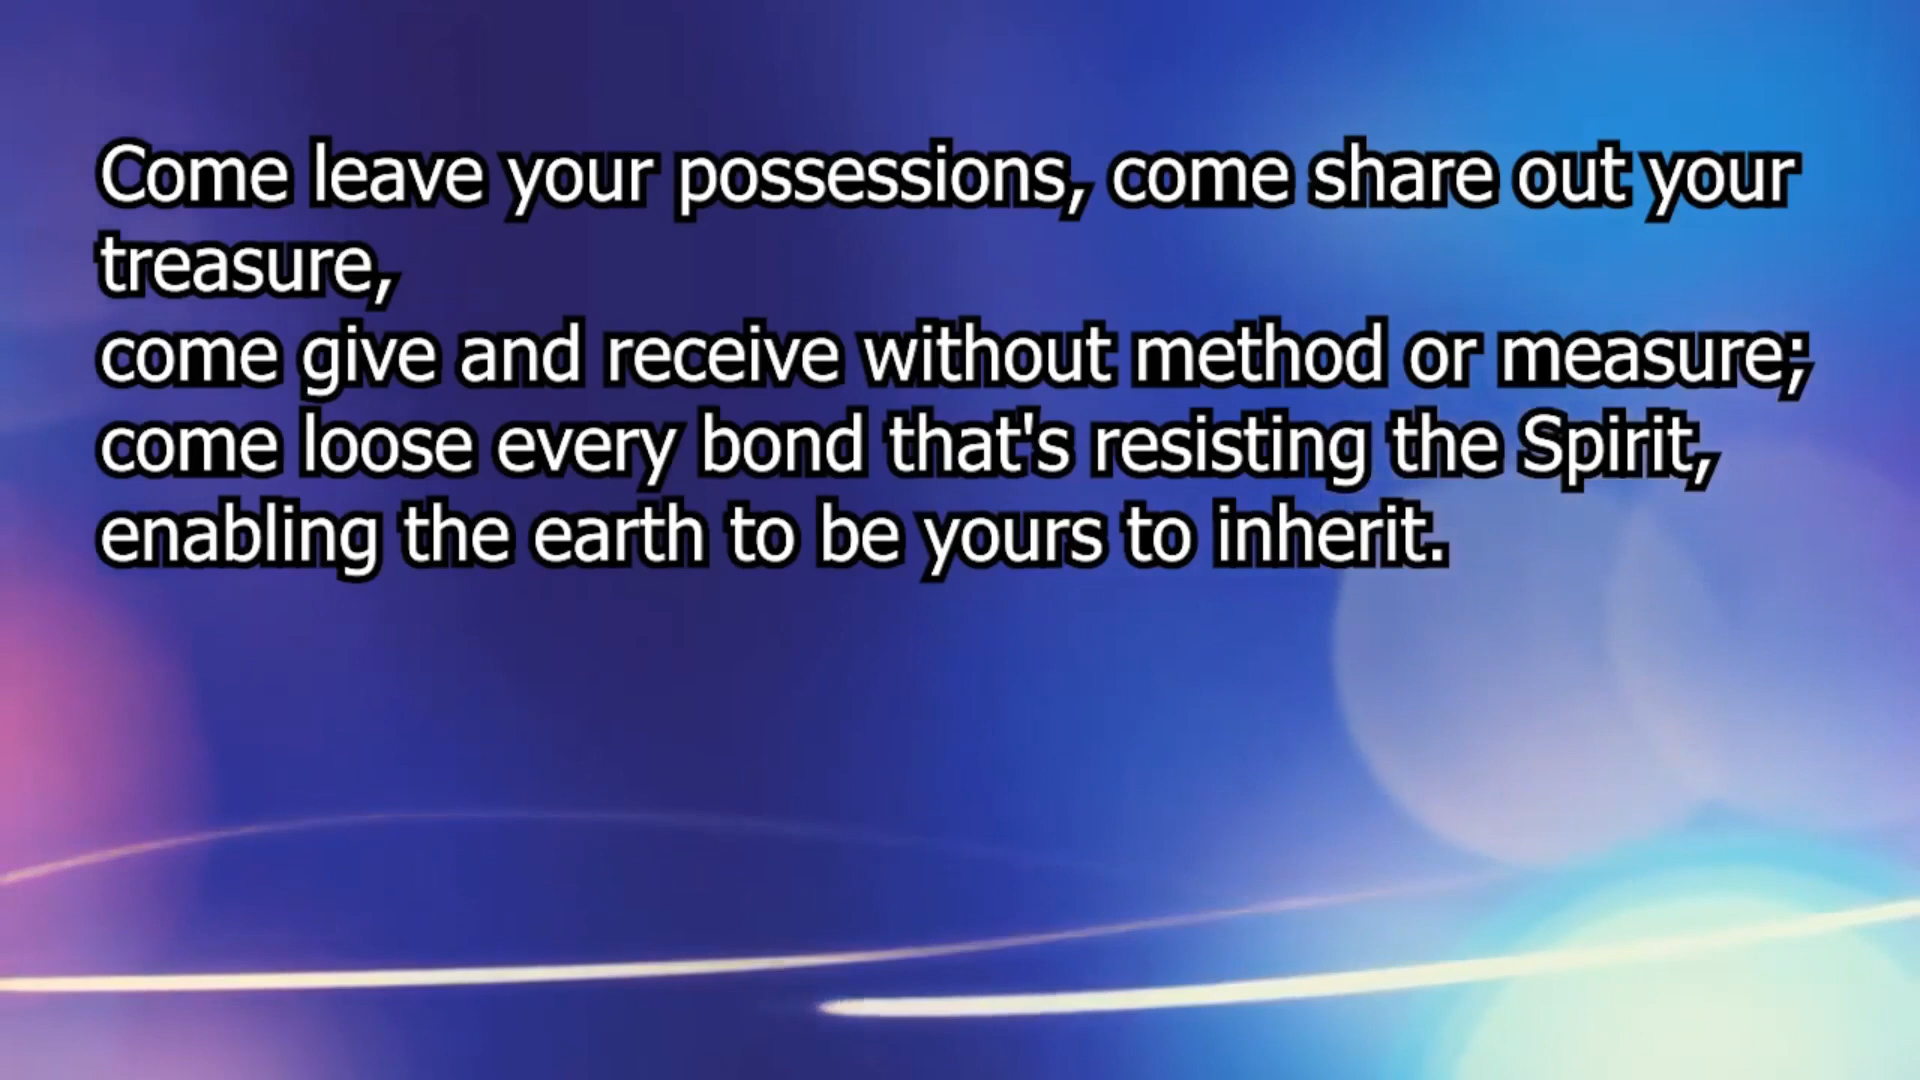 Come leave your possessions, come share out your
treasure,
come give and receive without method or measure;
come loose every bond that's resisting the Spirit,
enabling the earth to be yours to inherit.